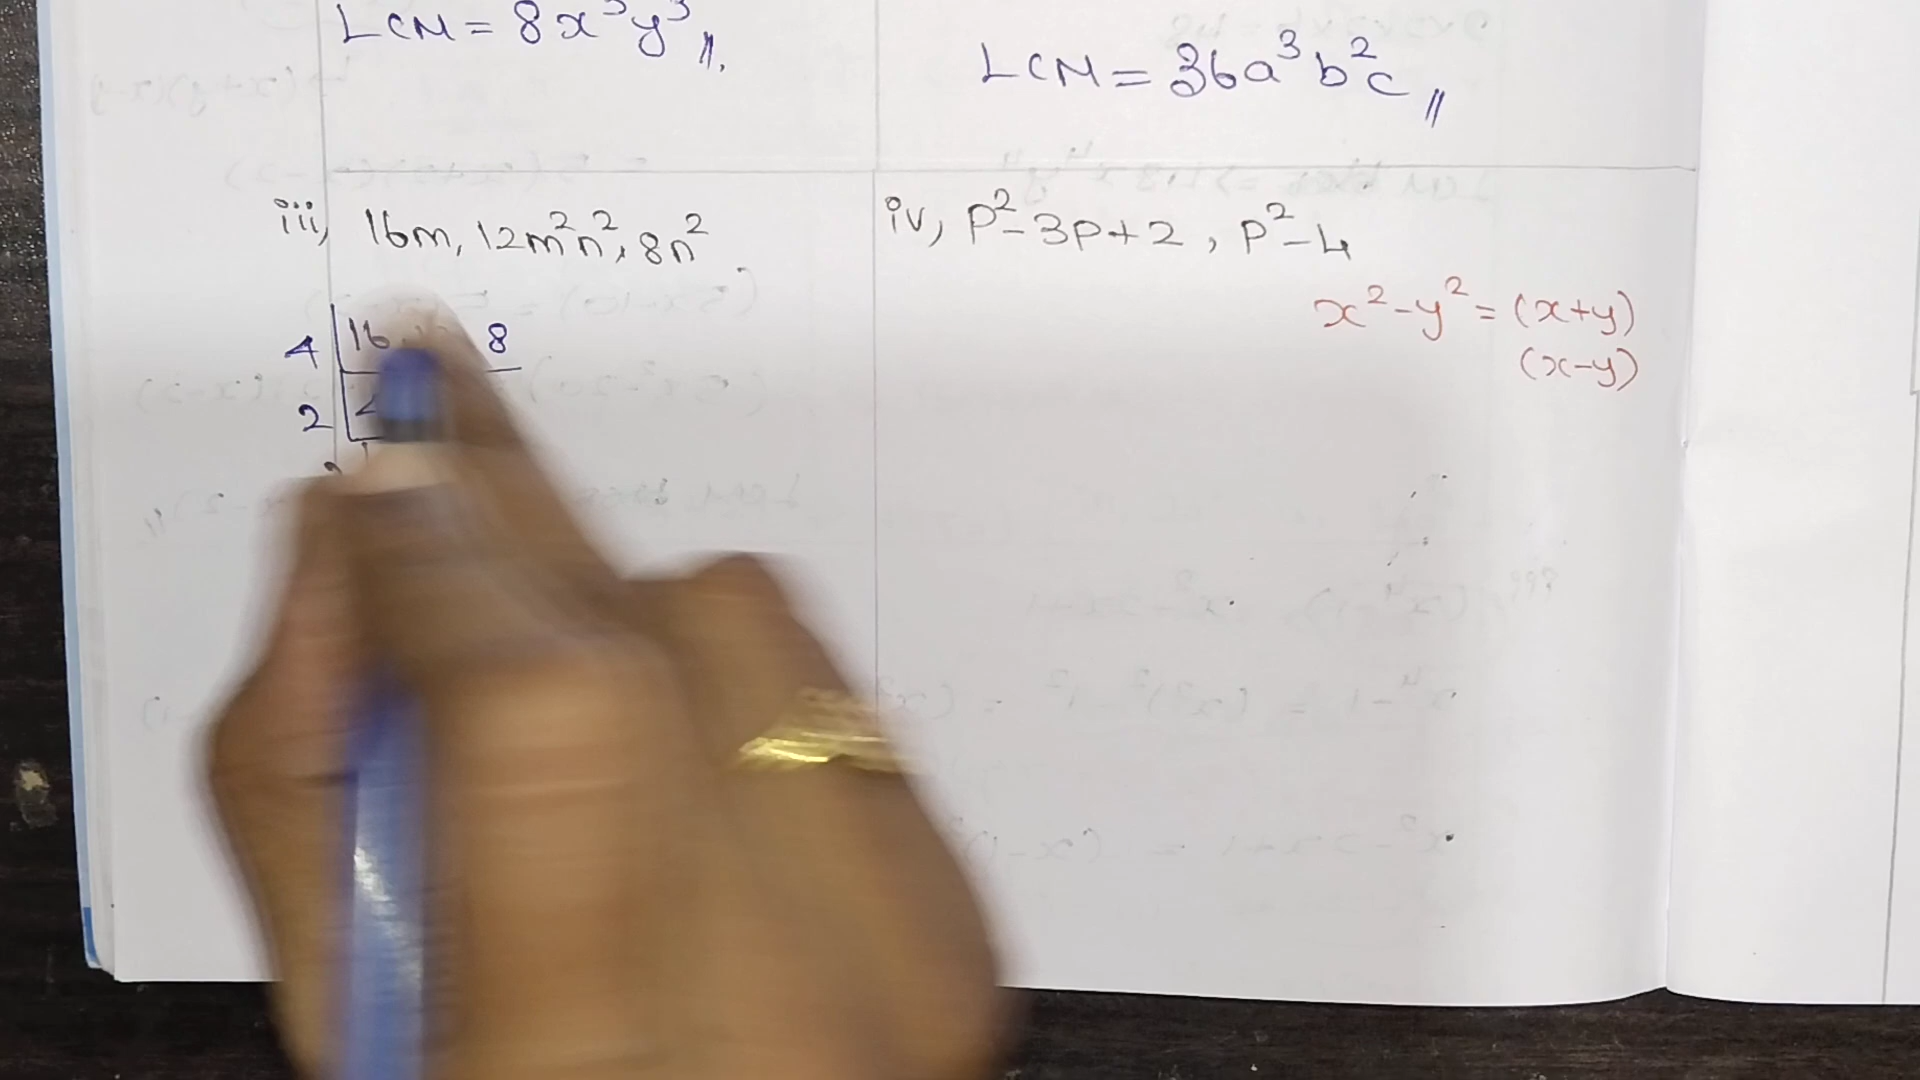 LCM = 8x³y³ //.
LCM = 36a³b²c //
iii, 16m, 12m²n², 8n²
4 16, 8
2 4
iv, p²-3p+2, p²-4
x²-y² = (x+y)
(x-y)